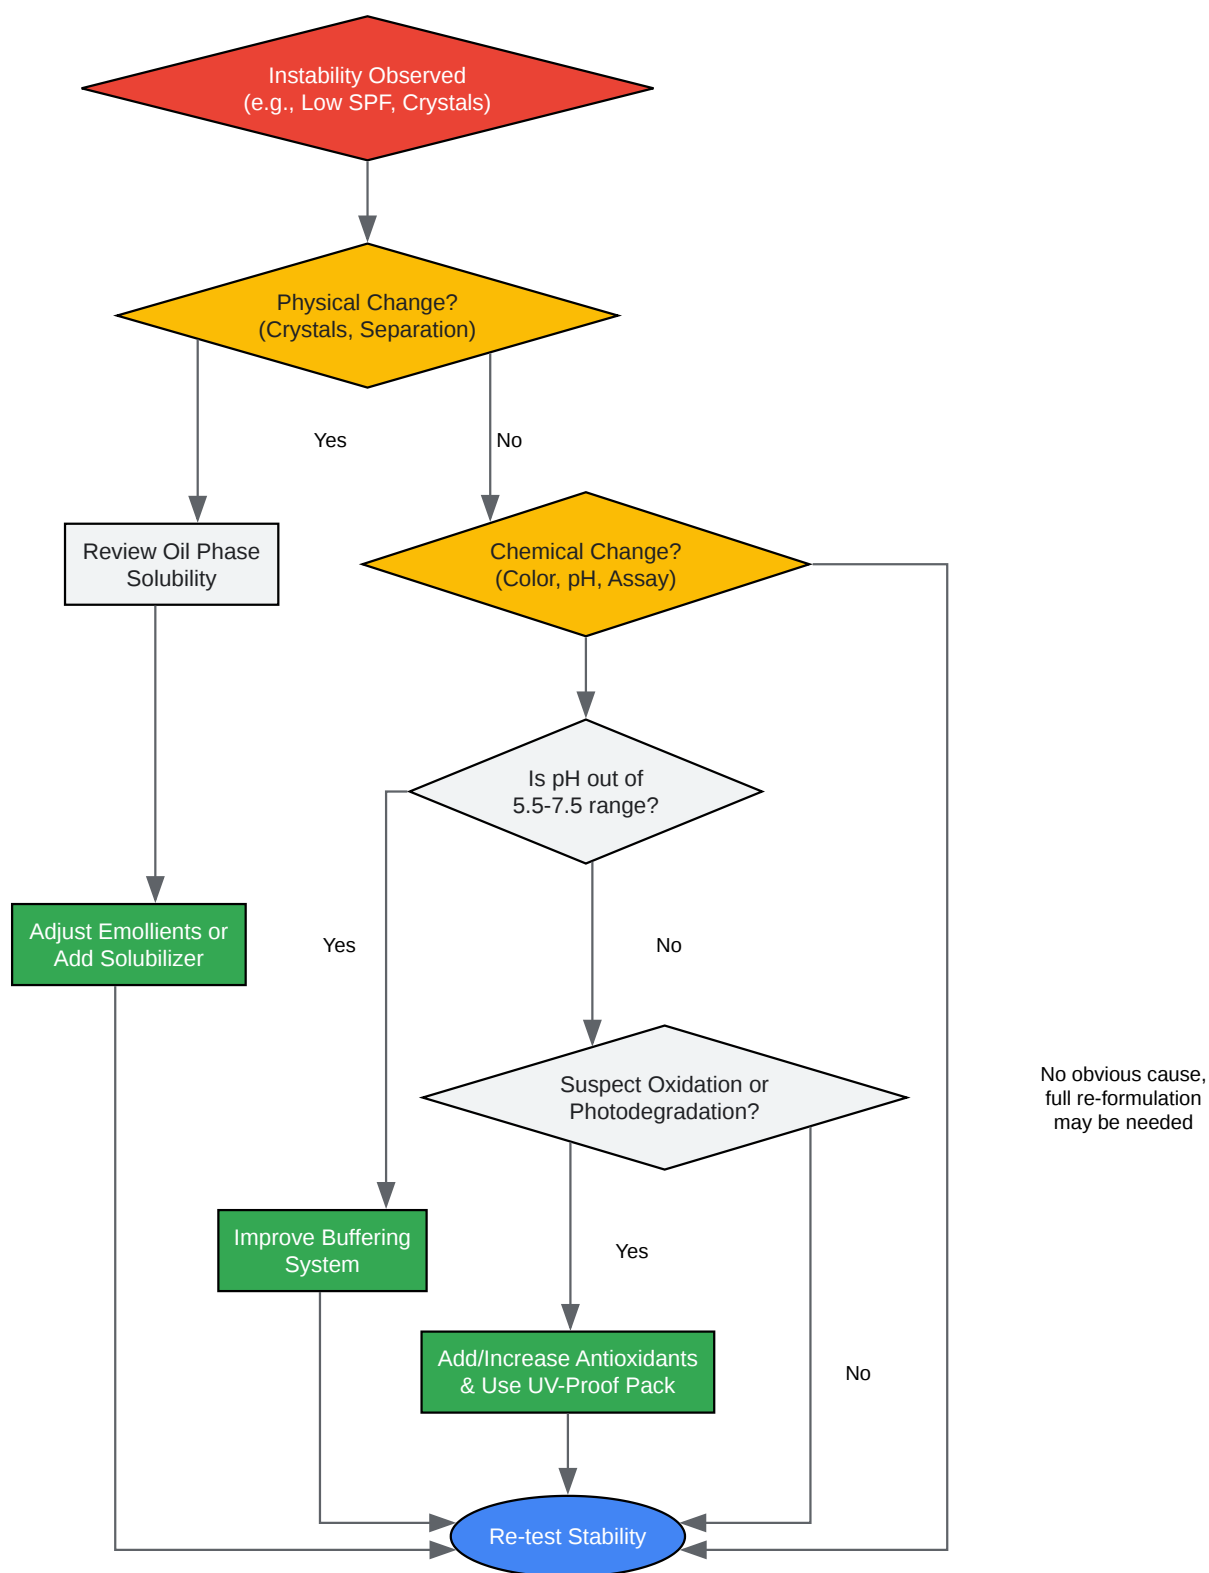 Instability Observed
(e.g., Low SPF, Crystals)
Physical Change?
(Crystals, Separation)
Yes
No
Review Oil Phase
Solubility
Chemical Change?
(Color, pH, Assay)
Is pH out of
5.5-7.5 range?
Adjust Emollients or
Add Solubilizer
Yes
No
Suspect Oxidation or
Photodegradation?
No obvious cause,
full re-formulation
may be needed
Improve Buffering
System
Yes
Add/Increase Antioxidants
& Use UV-Proof Pack
No
Re-test Stability